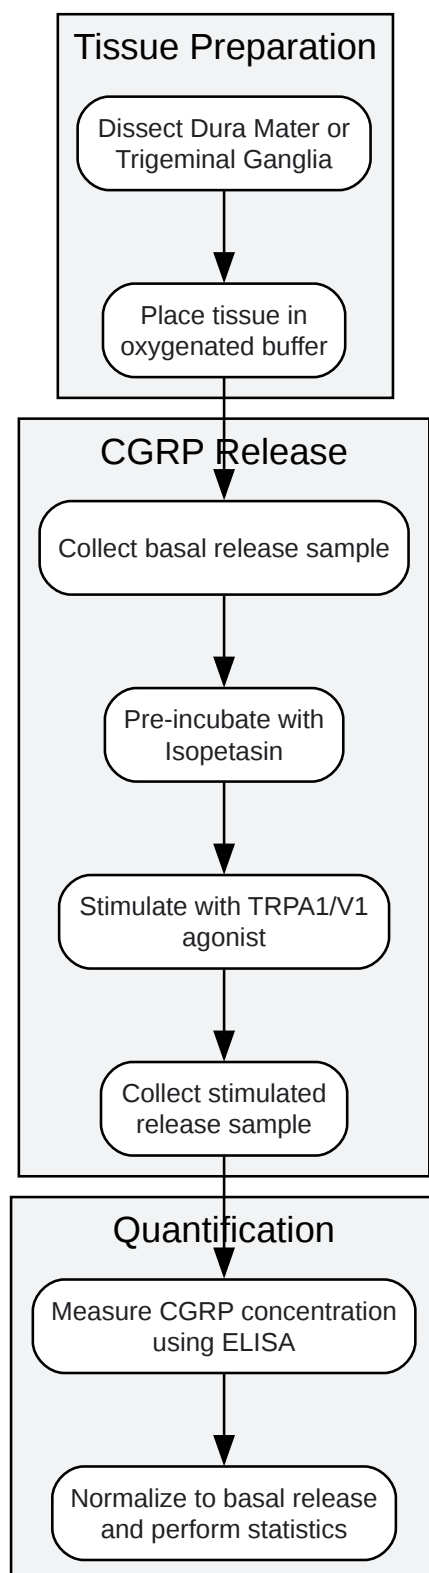 Tissue Preparation
Dissect Dura Mater or
Trigeminal Ganglia
Place tissue in
oxygenated buffer
CGRP Release
Collect basal release sample
Pre-incubate with
Isopetasin
Stimulate with TRPA1/V1
agonist
Collect stimulated
release sample
Quantification
Measure CGRP concentration
using ELISA
Normalize to basal release
and perform statistics